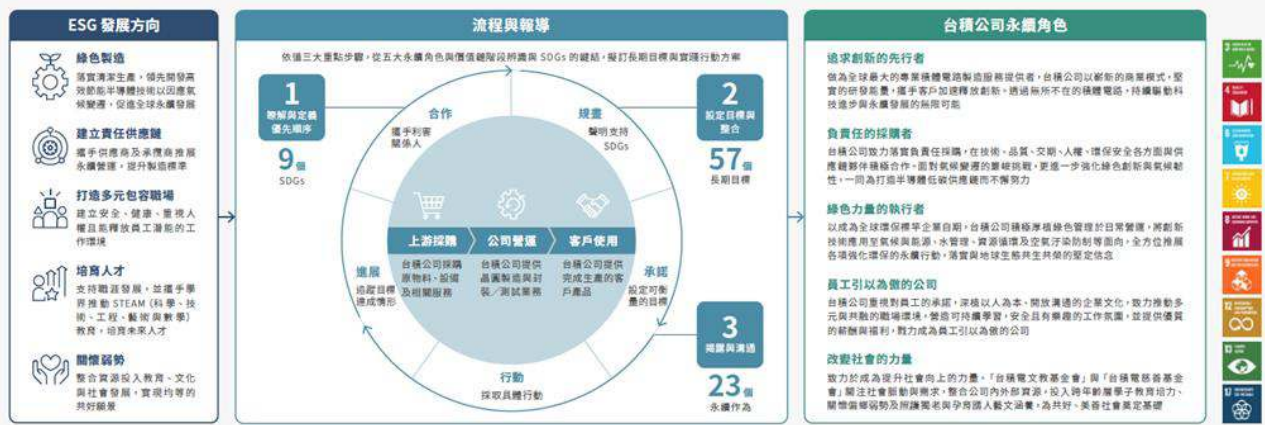 ESG 發展方向
綠色製造
落實清潔生產，領先開發高
效節能半導體技術以因應氣
候變遷，促進全球永續發展
建立責任供應鏈
攜手供應商及承攬商推展
永續營運，提升製造標準
打造多元包容職場
建立安全、健康、重視人
權且能釋放員工潛能的工
作環境
培育人才
支持職涯發展，並攜手學
界推動 STEAM (科學、技
術、工程、藝術與數學)
教育，培育未來人才
關懷弱勢
整合資源投入教育、文化
與社會發展，實現均等的
共好願景
流程與報導
依循三大重點步驟，從五大永續角色與價值鏈階段辨識與 SDGs 的鍵結，擬訂長期目標與實踐行動方案
1
瞭解與定義
優先順序
9個
SDGs
2
設定目標與
整合
57個
長期目標
3
揭露與溝通
23個
永續作為
合作
攜手利害
關係人
規畫
聲明支持
SDGs
承諾
設定可衡
量的目標
行動
採取具體行動
進展
追蹤目標
達成情形
上游採購
台積公司採購
原物料、設備
及相關服務
公司營運
台積公司提供
晶圓製造與封
裝／測試業務
客戶使用
台積公司提供
完成生產的客
戶產品
台積公司永續角色
追求創新的先行者
做為全球最大的專業積體電路製造服務提供者，台積公司以嶄新的商業模式，堅
實的研發能量，攜手客戶加速釋放創新。透過無所不在的積體電路，持續驅動科
技進步與永續發展的無限可能
負責任的採購者
台積公司致力落實負責任採購，在技術、品質、交期、人權、環保安全各方面與供
應鏈夥伴積極合作。面對氣候變遷的嚴峻挑戰，更進一步強化綠色創新與氣候韌
性，一同為打造半導體低碳供應鏈而不懈努力
綠色力量的執行者
以成為全球環保標竿企業自期，台積公司積極厚植綠色管理於日常營運，將創新
技術應用至氣候與能源、水管理、資源循環及空氣汙染防制等面向，全方位推展
各項強化環保的永續行動，落實與地球生態共生共榮的堅定信念
員工引以為傲的公司
台積公司重視對員工的承諾，深植以人為本、開放溝通的企業文化，致力推動多
元與共融的職場環境，營造可持續學習，安全且有樂趣的工作氛圍，並提供優質
的薪酬與福利，戮力成為員工引以為傲的公司
改變社會的力量
致力於成為提升社會向上的力量，「台積電文教基金會」與「台積電慈善基金
會」關注社會脈動與需求，整合公司內外部資源，投入跨年齡層學子教育培力、
關懷偏鄉弱勢及照護獨老與孕育國人藝文涵養，為共好、美善社會奠定基礎
3
4
6
7
8
9
12
13
17